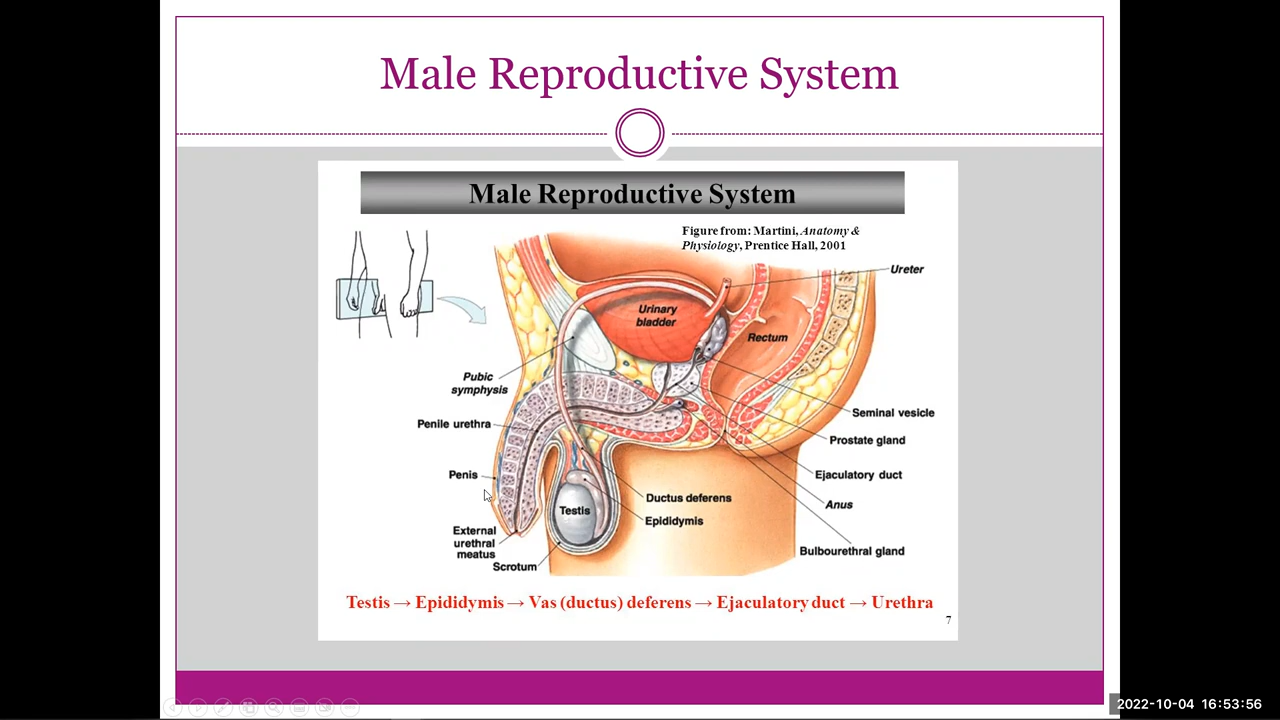 Male Reproductive System
Male Reproductive System
Figure from: Martini, Anatomy &
Physiology, Prentice Hall, 2001
Ureter
Urinary
bladder
Rectum
Pubic
symphysis
Seminal vesicle
Penile urethra
Prostate gland
Penis
Ejaculatory duct
Ductus deferens
Anus
Testis
Epididymis
External
urethral
meatus
Bulbourethral gland
Scrotum
Testis → Epididymis → Vas (ductus) deferens → Ejaculatory duct → Urethra
7
2022-10-04 16:53:56